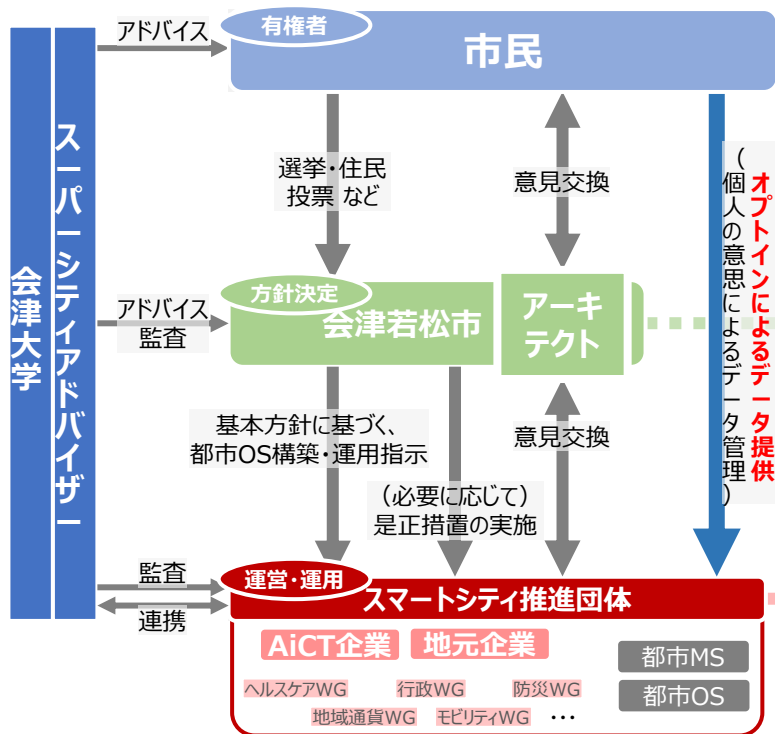 会津大学
スーパーシティアドバイザー
アドバイス
有権者
市民
選挙・住民
投票 など
意見交換
オプトインによるデータ提供
（個人の意思によるデータ管理）
アドバイス
監査
方針決定
会津若松市
アーキ
テクト
基本方針に基づく、
都市OS構築・運用指示
（必要に応じて）
是正措置の実施
意見交換
監査
連携
運営・運用
スマートシティ推進団体
AiCT企業
地元企業
都市MS
都市OS
ヘルスケアWG
行政WG
防災WG
地域通貨WG
モビリティWG
…